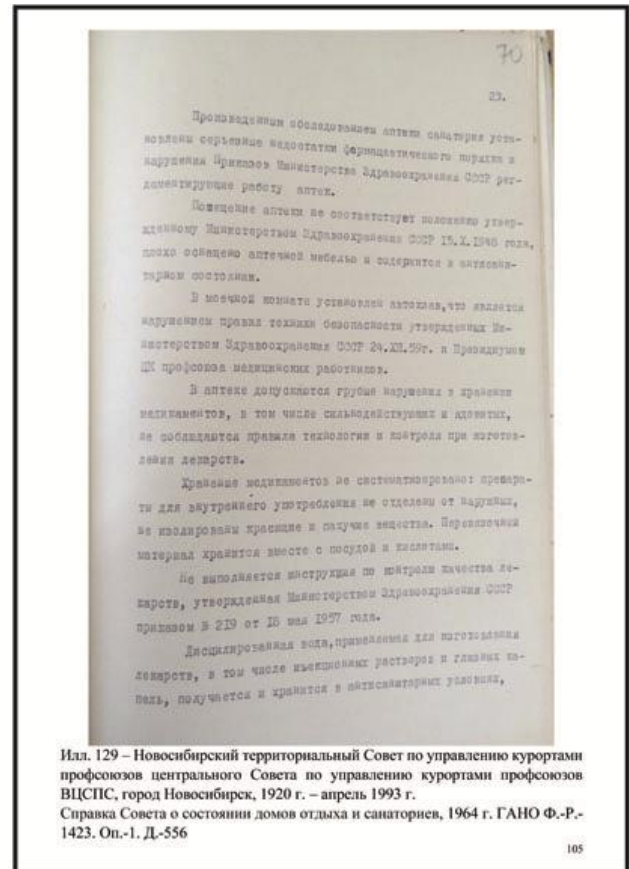 70
23.
Произведенным обследованием аптеки санатория уста-
новлены серьезные недостатки фармацевтического порядка и
нарушения Приказов Министерства Здравоохранения СССР рег-
ламентирующие работу аптек.
Помещение аптеки не соответствует положению утвер-
жденному Министерством Здравоохранения СССР 15.X.1948 года,
плохо оснащено аптечной мебелью и содержится в антисани-
тарном состоянии.
В моечной комнате установлен автоклав, что является
нарушением правил техники безопасности утвержденных Ми-
нистерством Здравоохранения СССР 24.XII.59г. и Президиумом
ЦК профсоюза медицинских работников.
В аптеке допускаются грубые нарушения в хранении
медикаментов, в том числе сильнодействующих и ядовитых,
не соблюдаются правила технологии и контроля при изготов-
лении лекарств.
Хранение медикаментов не систематизировано: препара-
ты для внутреннего употребления не отделены от наружных,
не изолированы красящие и пахучие вещества. Перевязочный
материал хранится вместе с посудой и кислотами.
Не выполняется инструкция по контролю качества ле-
карств, утвержденная Министерством Здравоохранения СССР
приказом № 219 от 18 мая 1957 года.
Дисцилированная вода, применяемая для изготовления
лекарств, в том числе инъекционных растворов и глазных ка-
пель, получается и хранится в антисанитарных условиях,
Илл. 129 – Новосибирский территориальный Совет по управлению курортами
профсоюзов центрального Совета по управлению курортами профсоюзов
ВЦСПС, город Новосибирск, 1920 г. – апрель 1993 г.
Справка Совета о состоянии домов отдыха и санаториев, 1964 г. ГАНО Ф.-Р.-
1423. Оп.-1. Д.-556
105